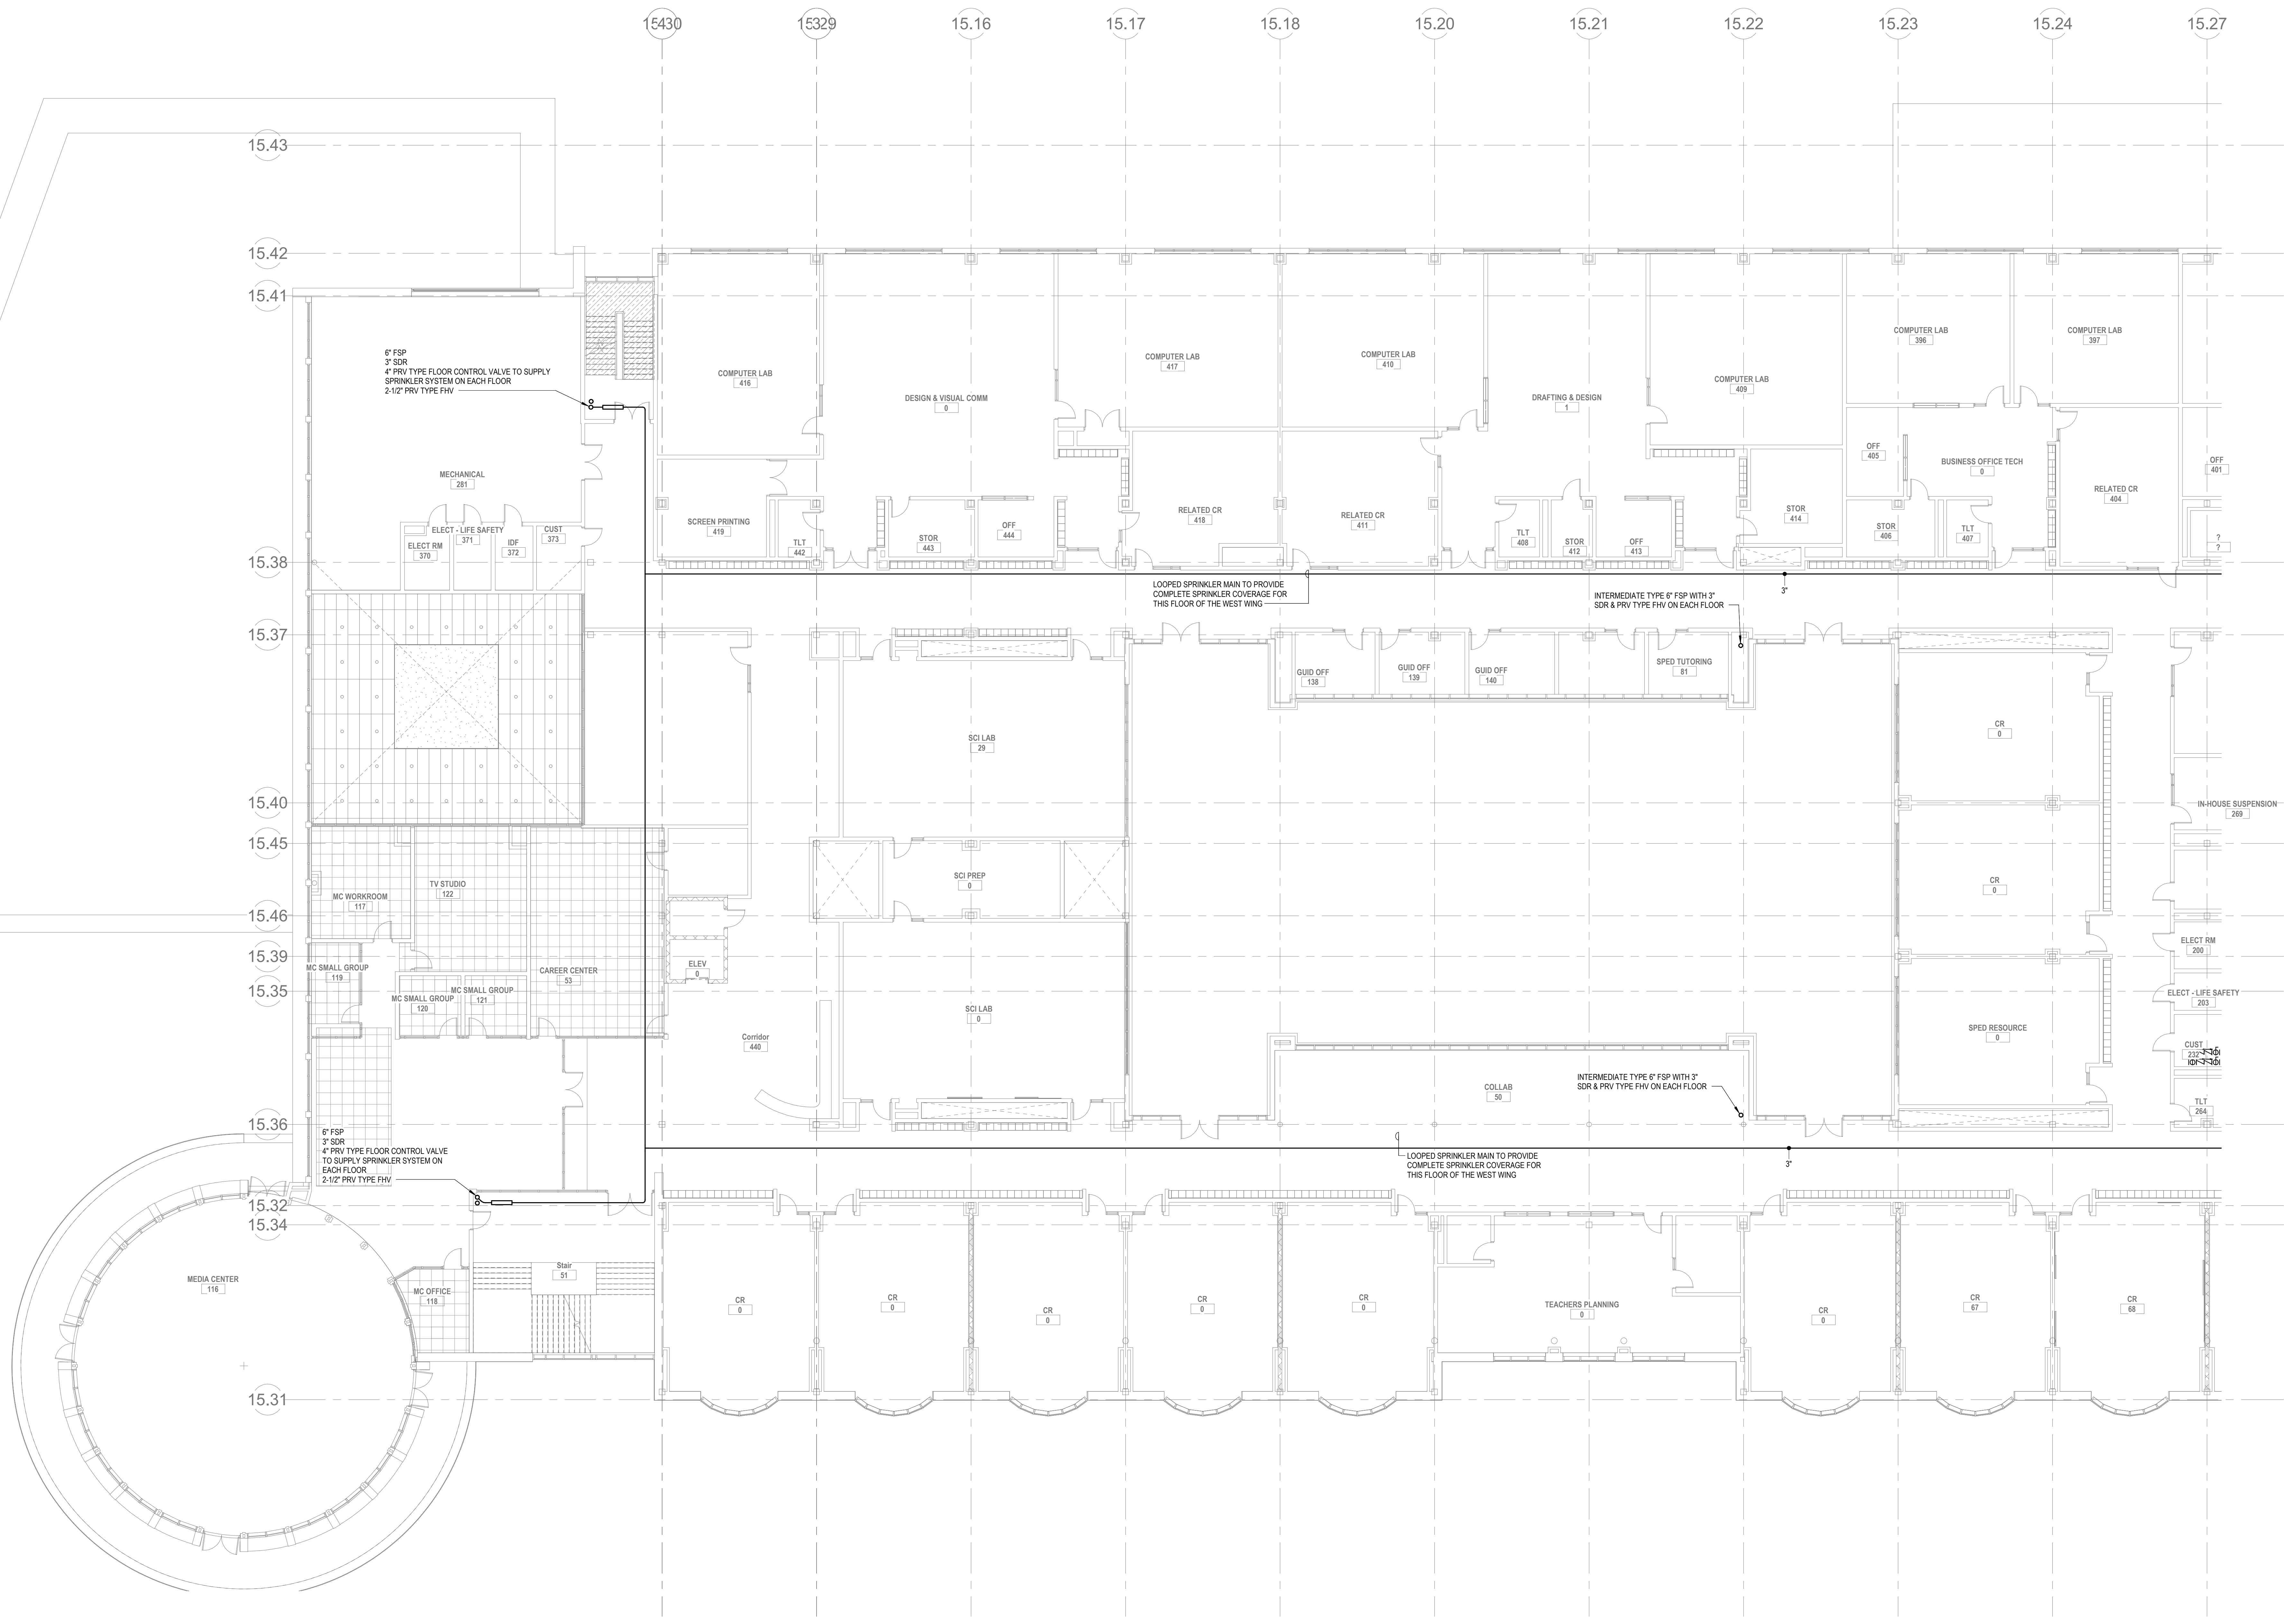 15.16
15.17
15.18
15.20
15.21
15.22
15.23
15.24
15.27
15.43
15.42
15.41
6" FSP
3" SDR
4" PRV TYPE FLOOR CONTROL VALVE TO SUPPLY
SPRINKLER SYSTEM ON EACH FLOOR
2-1/2" PRV TYPE FHV
COMPUTER LAB
416
DESIGN & VISUAL COMM
0
COMPUTER LAB
417
COMPUTER LAB
410
DRAFTING & DESIGN
1
COMPUTER LAB
409
COMPUTER LAB
396
COMPUTER LAB
397
MECHANICAL
281
OFF
405
BUSINESS OFFICE TECH
0
OFF
401
RELATED CR
404
ELECT RM
370
ELECT - LIFE SAFETY
371
IDF
372
CUST
373
SCREEN PRINTING
419
TLT
442
STOR
443
OFF
444
RELATED CR
418
RELATED CR
411
TLT
408
STOR
412
OFF
413
STOR
414
STOR
406
TLT
407
?
?
15.38
LOOPED SPRINKLER MAIN TO PROVIDE
COMPLETE SPRINKLER COVERAGE FOR
THIS FLOOR OF THE WEST WING
3"
INTERMEDIATE TYPE 6" FSP WITH 3"
SDR & PRV TYPE FHV ON EACH FLOOR
15.37
GUID OFF
138
GUID OFF
139
GUID OFF
140
SPED TUTORING
81
SCI LAB
29
CR
0
15.40
IN-HOUSE SUSPENSION
269
15.45
MC WORKROOM
117
TV STUDIO
122
SCI PREP
0
CR
0
15.46
ELECT RM
200
15.39
MC SMALL GROUP
119
CAREER CENTER
53
ELEV
0
15.35
MC SMALL GROUP
120
MC SMALL GROUP
121
SCI LAB
0
ELECT - LIFE SAFETY
203
SPED RESOURCE
0
Corridor
440
CUST
232
COLLAB
50
INTERMEDIATE TYPE 6" FSP WITH 3"
SDR & PRV TYPE FHV ON EACH FLOOR
TLT
264
15.36
6" FSP
3" SDR
4" PRV TYPE FLOOR CONTROL VALVE
TO SUPPLY SPRINKLER SYSTEM ON
EACH FLOOR
2-1/2" PRV TYPE FHV
LOOPED SPRINKLER MAIN TO PROVIDE
COMPLETE SPRINKLER COVERAGE FOR
THIS FLOOR OF THE WEST WING
3"
15.32
15.34
MEDIA CENTER
116
Stair
51
MC OFFICE
118
CR
0
CR
0
CR
0
CR
0
CR
0
TEACHERS PLANNING
0
CR
0
CR
67
CR
68
15.31